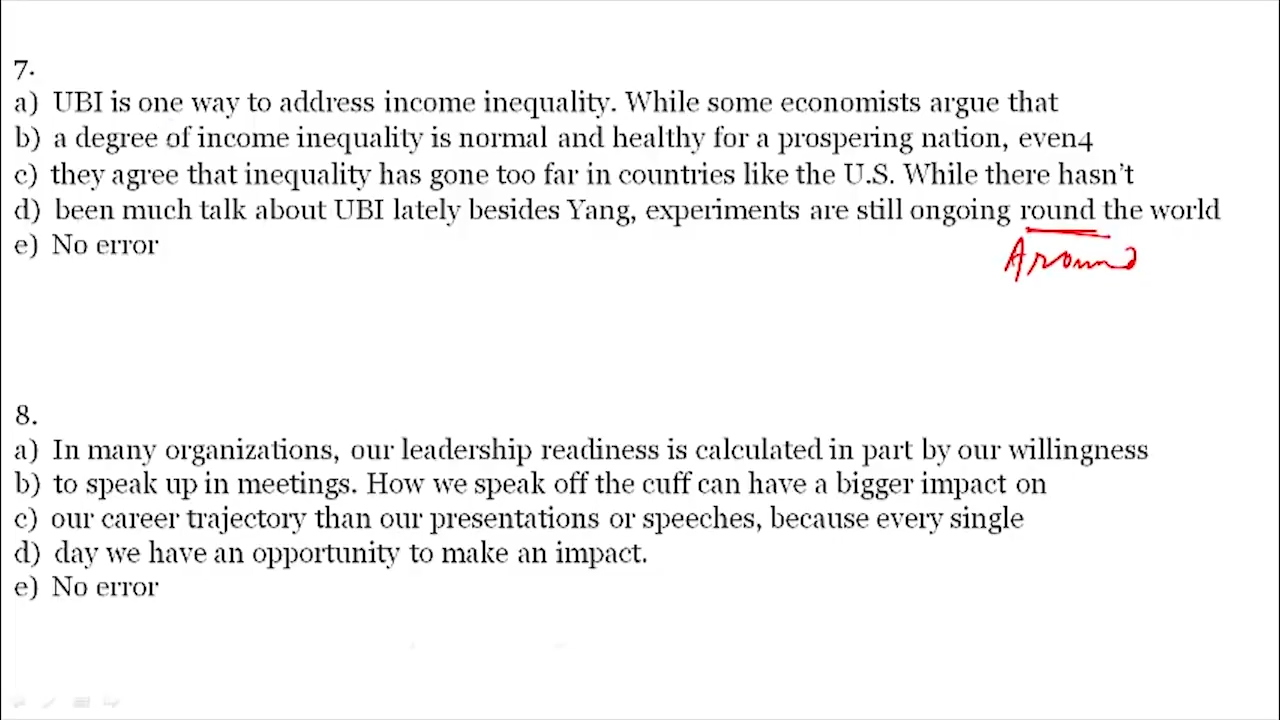 7.
a) UBI is one way to address income inequality. While some economists argue that
b) a degree of income inequality is normal and healthy for a prospering nation, even4
c) they agree that inequality has gone too far in countries like the U.S. While there hasn't
d) been much talk about UBI lately besides Yang, experiments are still ongoing round the world
e) No error
Around
8.
a) In many organizations, our leadership readiness is calculated in part by our willingness
b) to speak up in meetings. How we speak off the cuff can have a bigger impact on
c) our career trajectory than our presentations or speeches, because every single
d) day we have an opportunity to make an impact.
e) No error